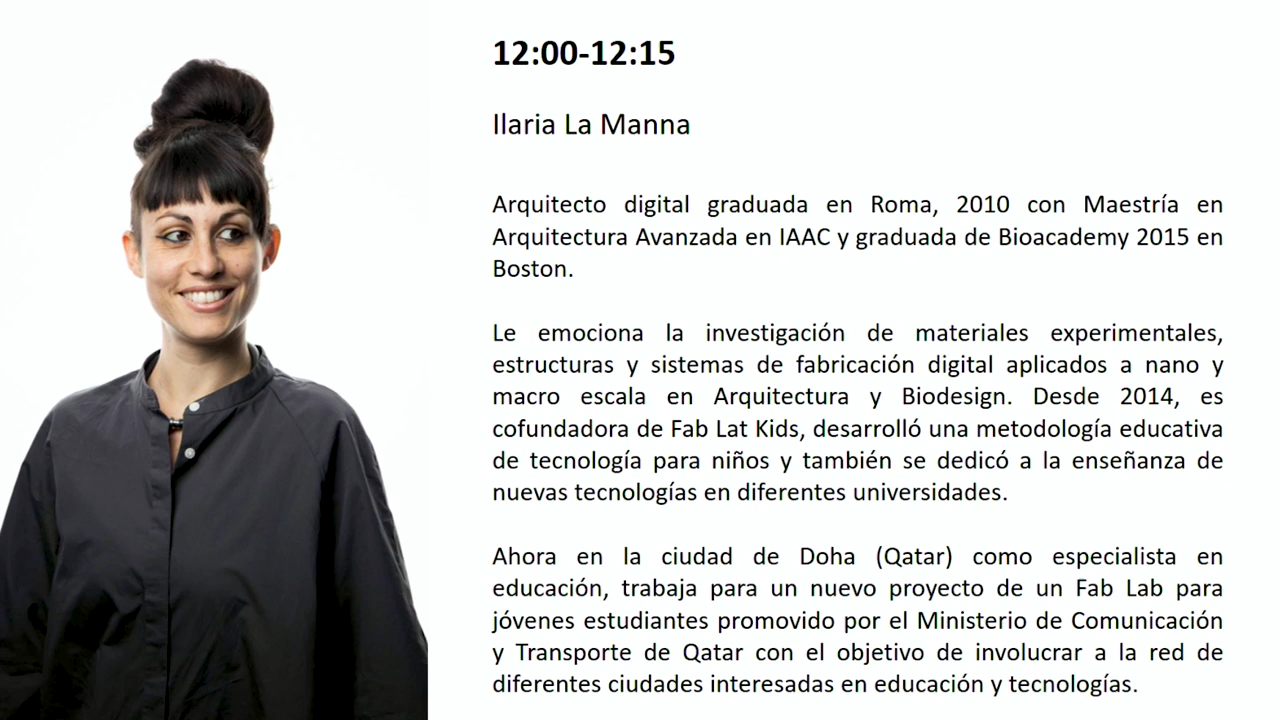 12:00-12:15
Ilaria La Manna
Arquitecto digital graduada en Roma, 2010 con Maestría en
Arquitectura Avanzada en IAAC y graduada de Bioacademy 2015 en
Boston.
Le emociona la investigación de materiales experimentales,
estructuras y sistemas de fabricación digital aplicados a nano y
macro escala en Arquitectura y Biodesign. Desde 2014, es
cofundadora de Fab Lat Kids, desarrolló una metodología educativa
de tecnología para niños y también se dedicó a la enseñanza de
nuevas tecnologías en diferentes universidades.
Ahora en la ciudad de Doha (Qatar) como especialista en
educación, trabaja para un nuevo proyecto de un Fab Lab para
jóvenes estudiantes promovido por el Ministerio de Comunicación
y Transporte de Qatar con el objetivo de involucrar a la red de
diferentes ciudades interesadas en educación y tecnologías.